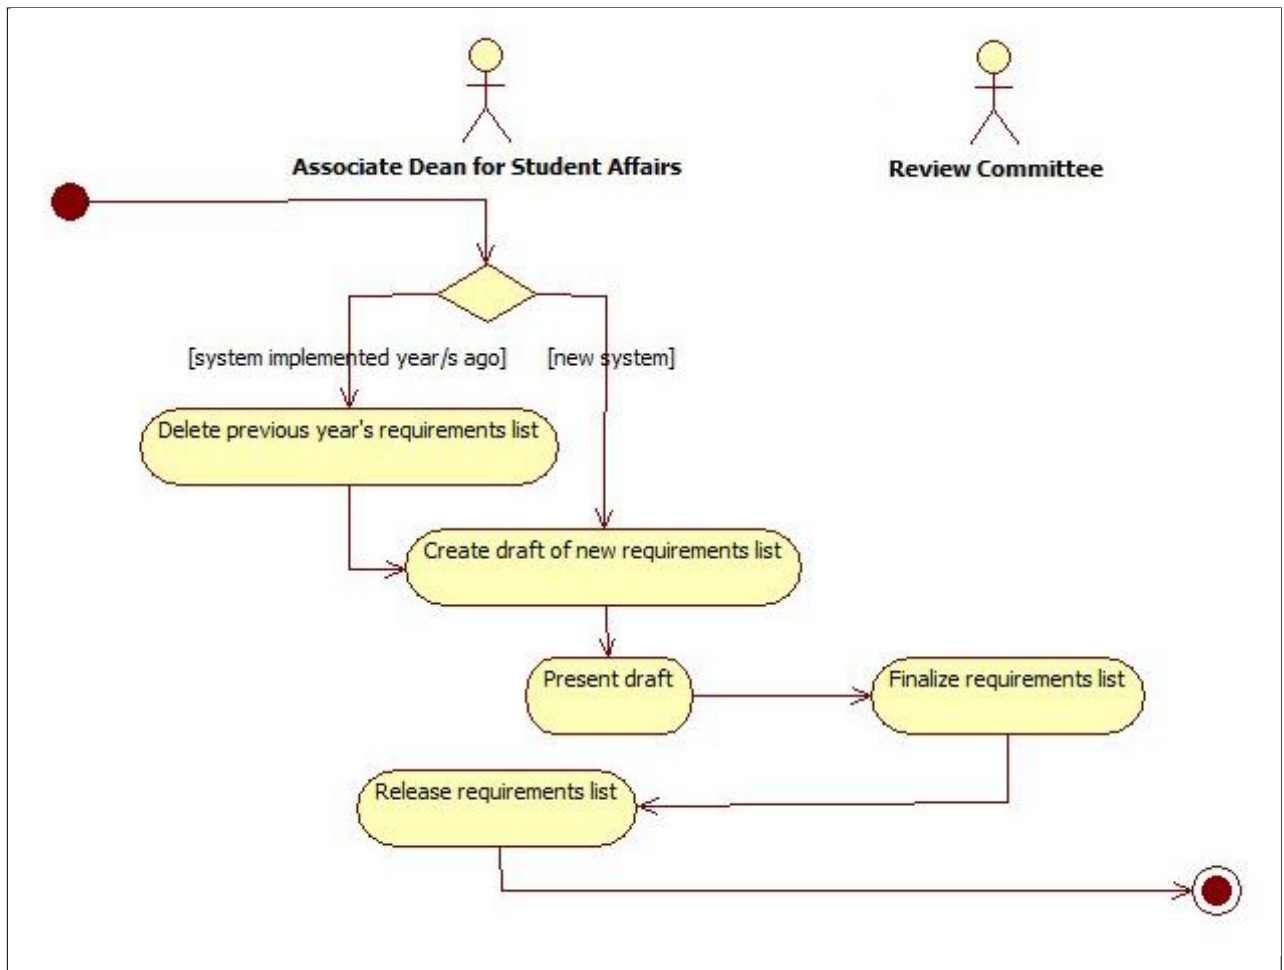 Associate Dean for Student Affairs
Review Committee
[system implemented year/s ago]
[new system]
Delete previous year's requirements list
Create draft of new requirements list
Present draft
Finalize requirements list
Release requirements list